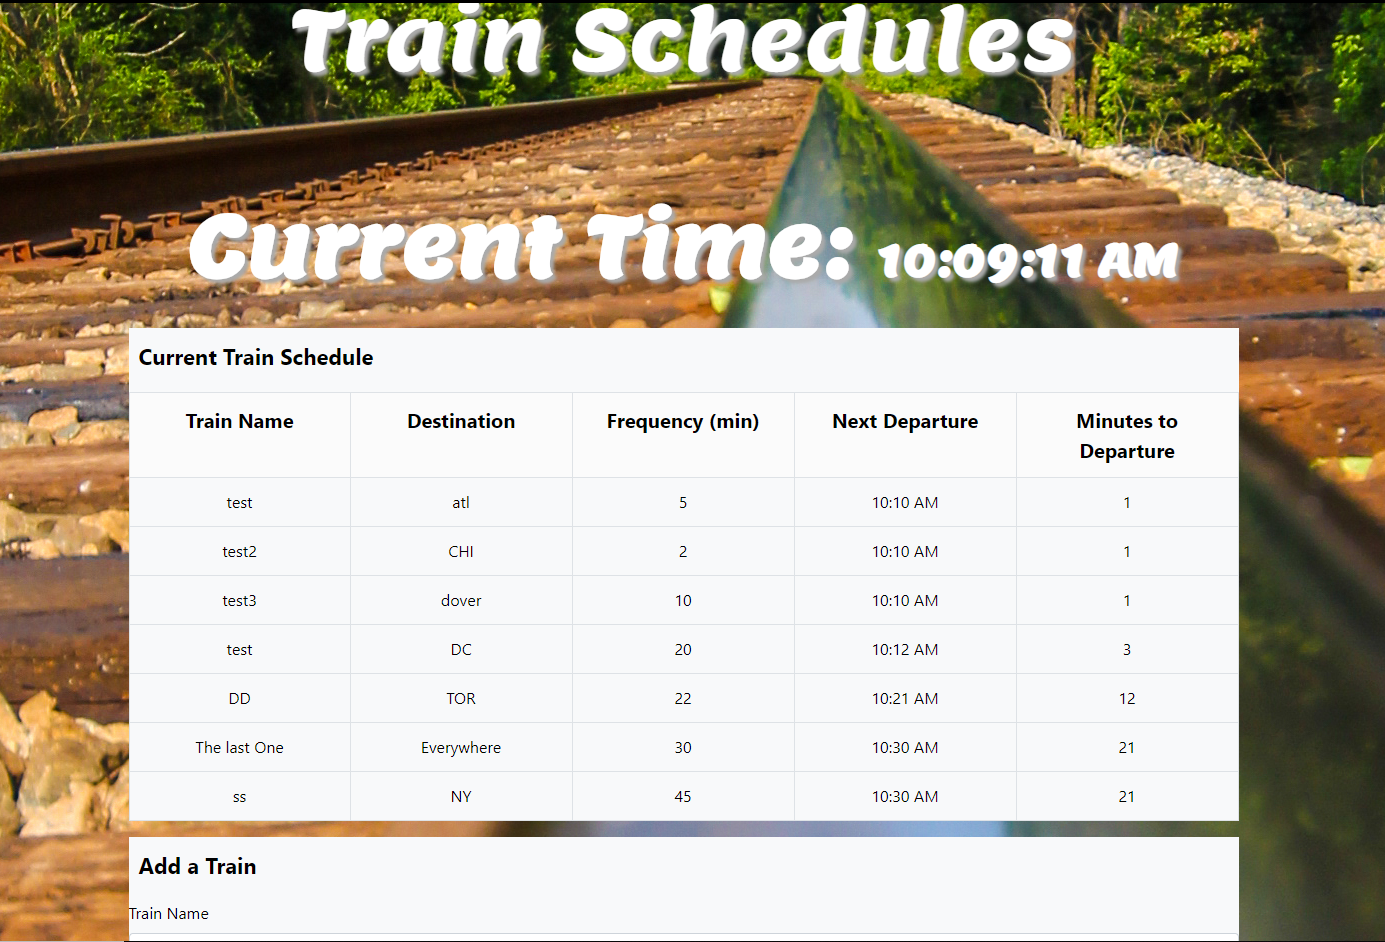 Train Schedules
Current Time: 10:09:11 AM
Current Train Schedule
Train Name Destination Frequency (min) Next Departure Minutes to Departure
test atl 5 10:10 AM 1
test2 CHI 2 10:10 AM 1
test3 dover 10 10:10 AM 1
test DC 20 10:12 AM 3
DD TOR 22 10:21 AM 12
The last One Everywhere 30 10:30 AM 21
ss NY 45 10:30 AM 21
Add a Train
Train Name